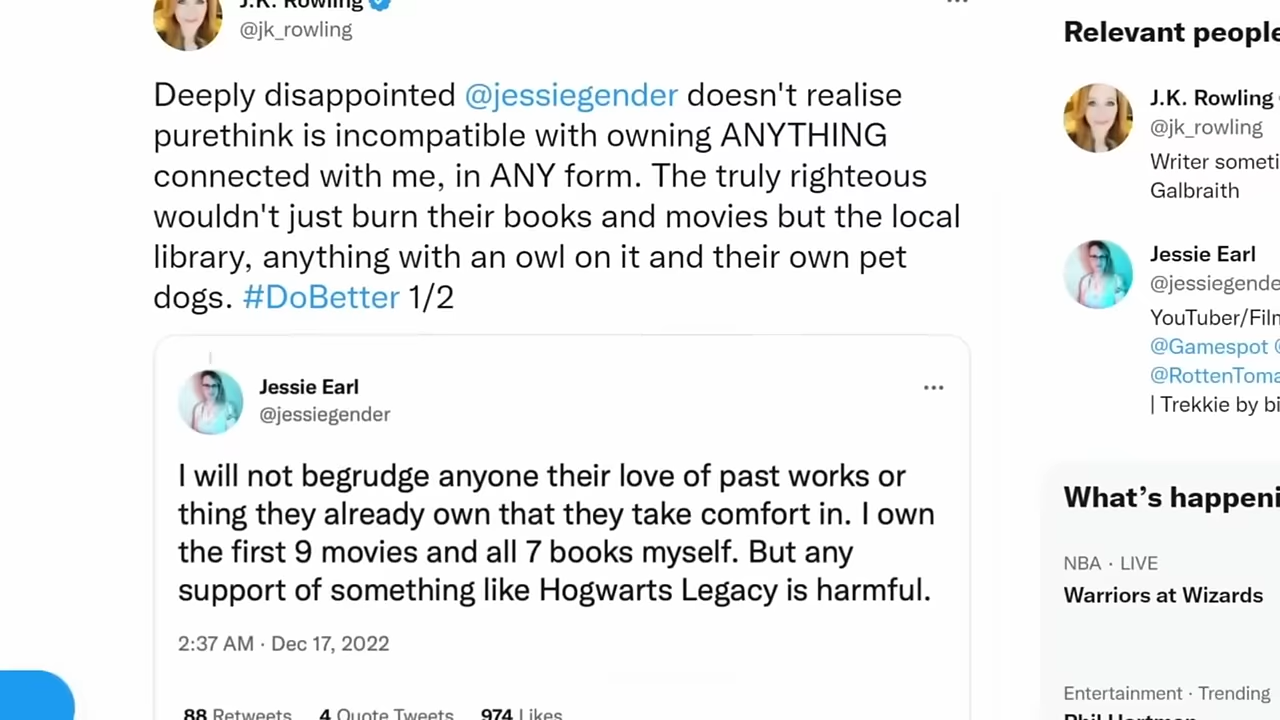 J.K. Rowling
@jk_rowling
Deeply disappointed @jessiegender doesn't realise
purethink is incompatible with owning ANYTHING
connected with me, in ANY form. The truly righteous
wouldn't just burn their books and movies but the local
library, anything with an owl on it and their own pet
dogs. #DoBetter 1/2
Jessie Earl
@jessiegender
I will not begrudge anyone their love of past works or
thing they already own that they take comfort in. I own
the first 9 movies and all 7 books myself. But any
support of something like Hogwarts Legacy is harmful.
2:37 AM · Dec 17, 2022
88 Retweets 4 Quote Tweets 974 Likes
Relevant people
J.K. Rowling
@jk_rowling
Writer someti
Galbraith
Jessie Earl
@jessiegende
YouTuber/Film
@Gamespot @
@RottenToma
| Trekkie by bi
What's happeni
NBA · LIVE
Warriors at Wizards
Entertainment · Trending
Phil Hartman